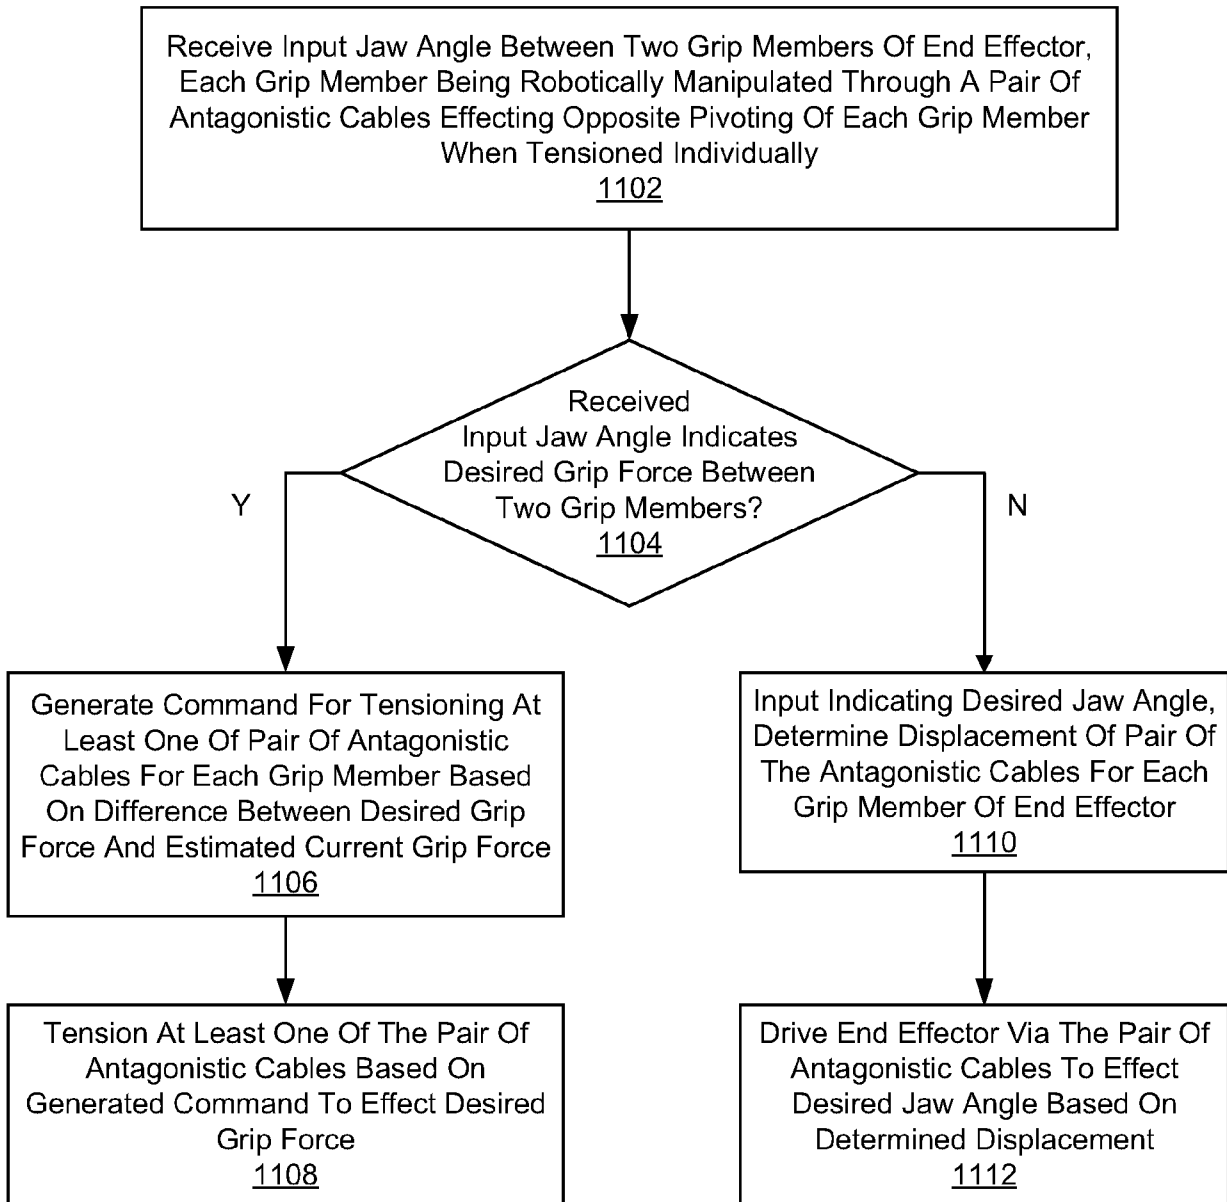 Receive Input Jaw Angle Between Two Grip Members Of End Effector,
Each Grip Member Being Robotically Manipulated Through A Pair Of
Antagonistic Cables Effecting Opposite Pivoting Of Each Grip Member
When Tensioned Individually
1102
Received
Input Jaw Angle Indicates
Desired Grip Force Between
Two Grip Members?
1104
Y
N
Generate Command For Tensioning At
Least One Of Pair Of Antagonistic
Cables For Each Grip Member Based
On Difference Between Desired Grip
Force And Estimated Current Grip Force
1106
Input Indicating Desired Jaw Angle,
Determine Displacement Of Pair Of
The Antagonistic Cables For Each
Grip Member Of End Effector
1110
Tension At Least One Of The Pair Of
Antagonistic Cables Based On
Generated Command To Effect Desired
Grip Force
1108
Drive End Effector Via The Pair Of
Antagonistic Cables To Effect
Desired Jaw Angle Based On
Determined Displacement
1112